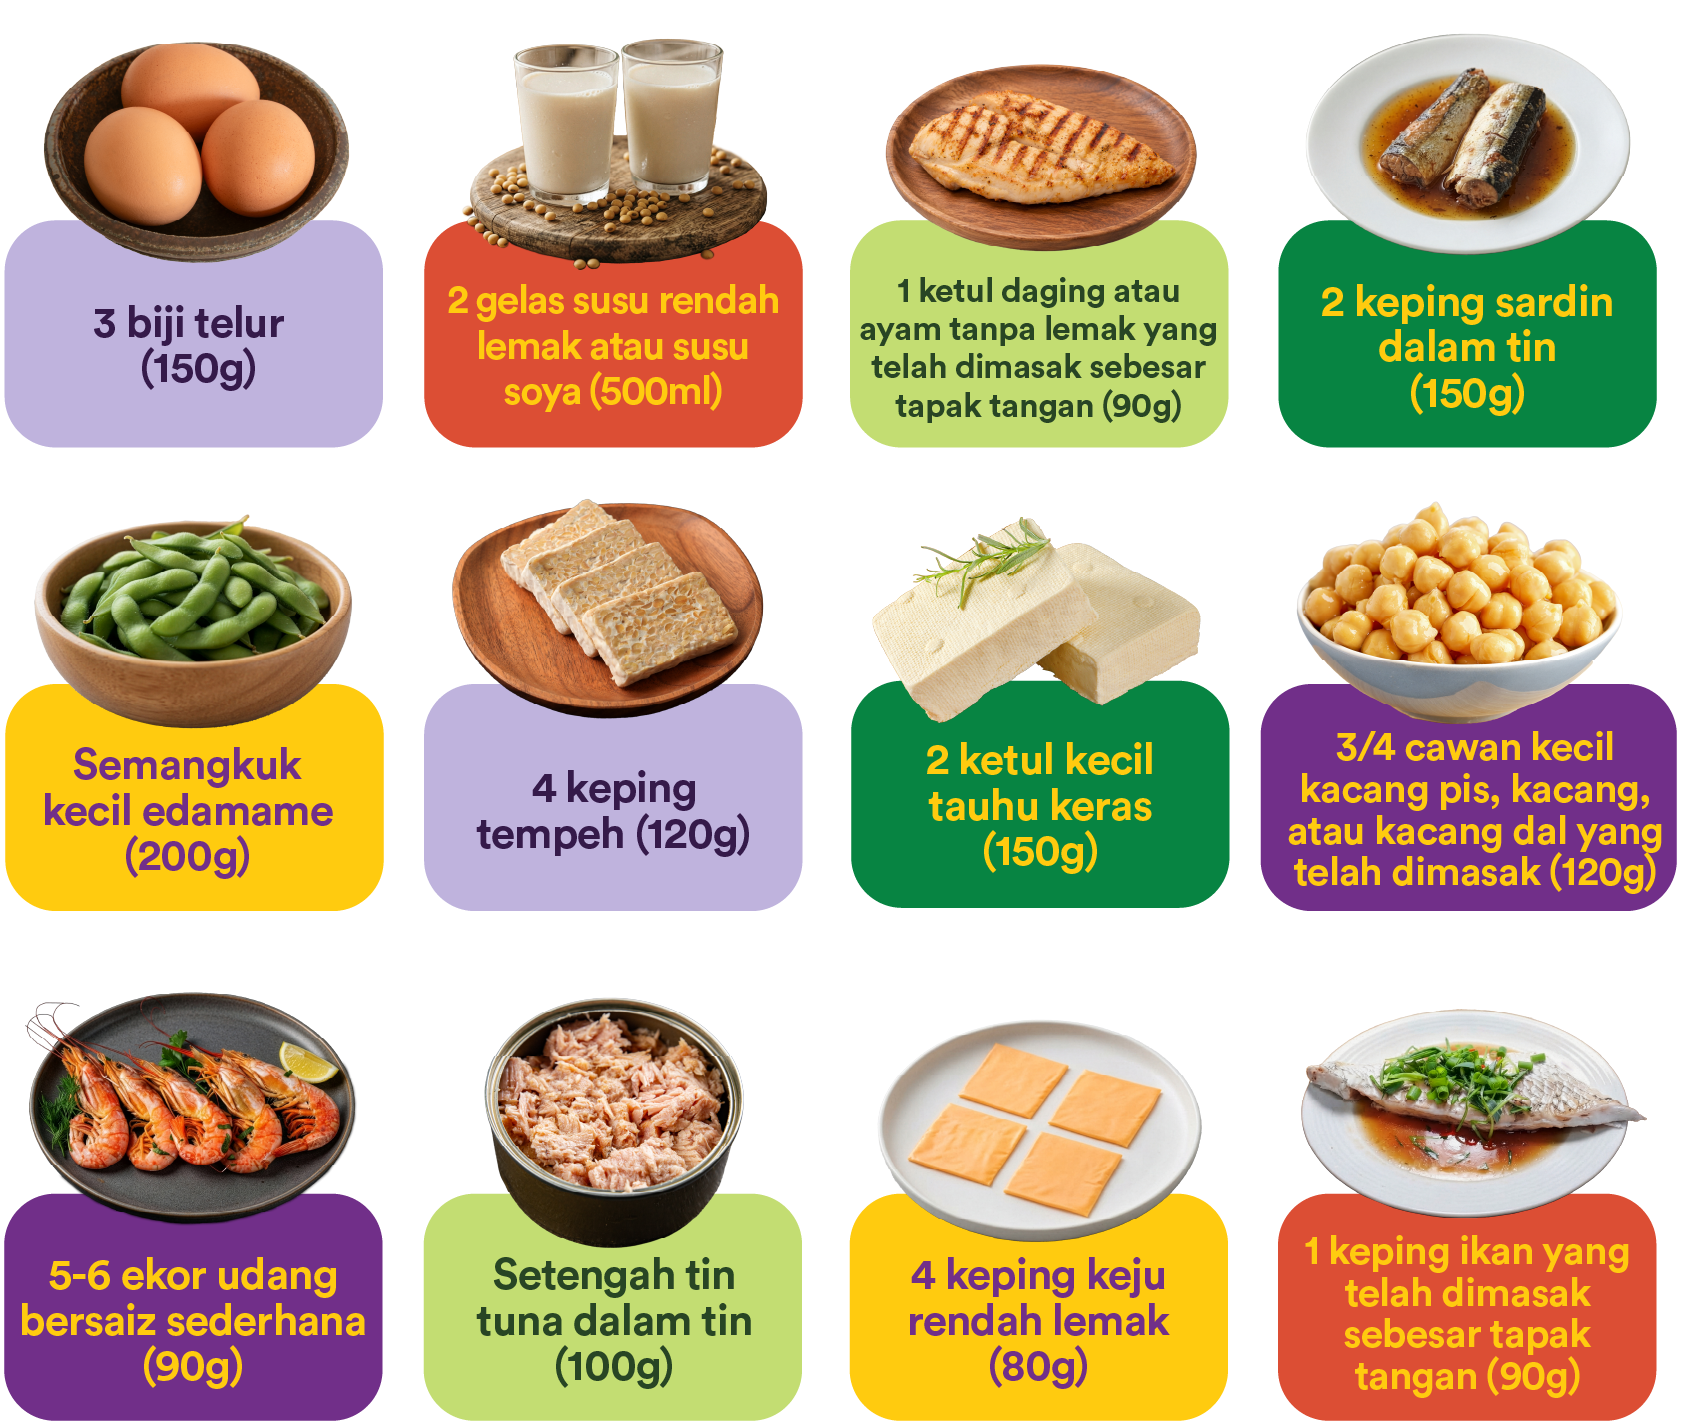 3 biji telur
(150g)
2 gelas susu rendah
lemak atau susu
soya (500ml)
1 ketul daging atau
ayam tanpa lemak yang
telah dimasak sebesar
tapak tangan (90g)
2 keping sardin
dalam tin
(150g)
Semangkuk
kecil edamame
(200g)
4 keping
tempeh (120g)
2 ketul kecil
tauhu keras
(150g)
3/4 cawan kecil
kacang pis, kacang,
atau kacang dal yang
telah dimasak (120g)
5-6 ekor udang
bersaiz sederhana
(90g)
Setengah tin
tuna dalam tin
(100g)
4 keping keju
rendah lemak
(80g)
1 keping ikan yang
telah dimasak
sebesar tapak
tangan (90g)